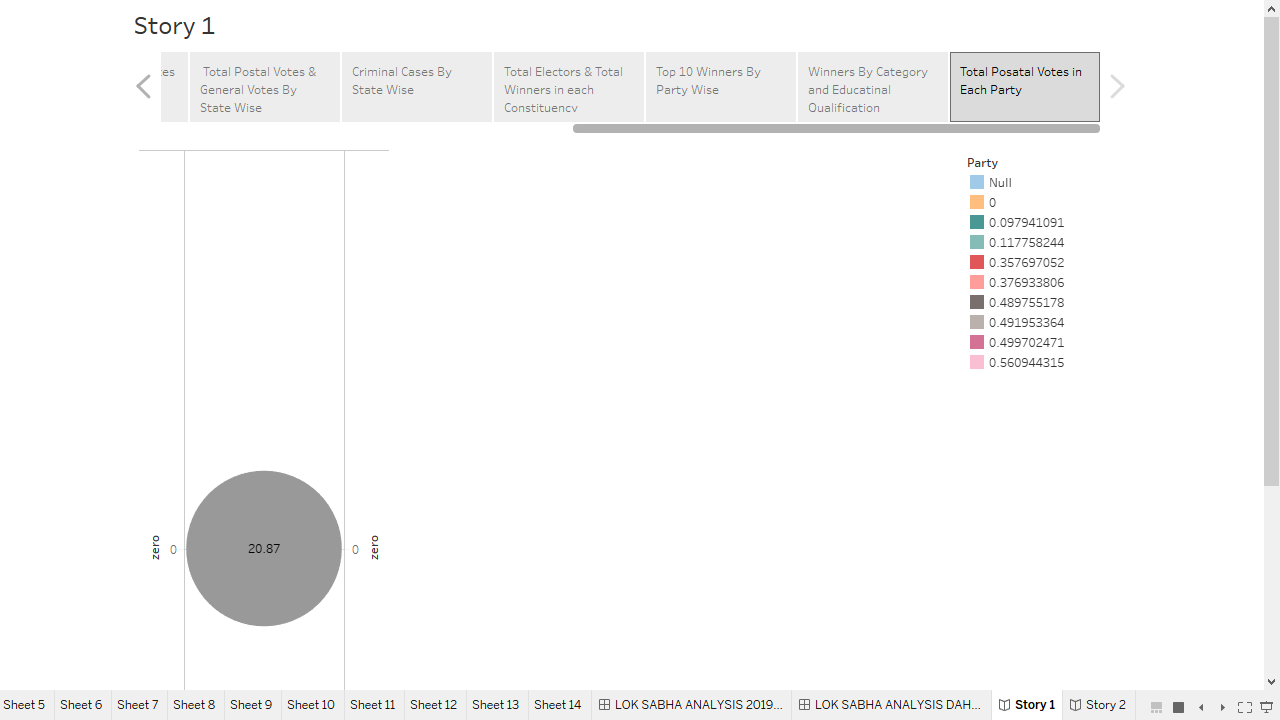 Story 1
tes
Total Postal Votes &
General Votes By
State Wise
Criminal Cases By
State Wise
Total Electors & Total
Winners in each
Constituency
Top 10 Winners By
Party Wise
Winners By Category
and Educatinal
Qualification
Total Posatal Votes in
Each Party
Party
Null
0
0.097941091
0.117758244
0.357697052
0.376933806
0.489755178
0.491953364
0.499702471
0.560944315
zero
0
20.87
0
zero
Sheet 5
Sheet 6
Sheet 7
Sheet 8
Sheet 9
Sheet 10
Sheet 11
Sheet 12
Sheet 13
Sheet 14
LOK SABHA ANALYSIS 2019...
LOK SABHA ANALYSIS DAH...
Story 1
Story 2